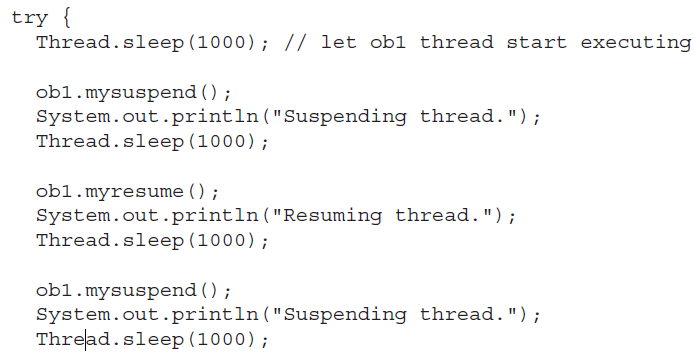 try {
Thread.sleep(1000); // let ob1 thread start executing
ob1.mysuspend();
System.out.println("Suspending thread.");
Thread.sleep(1000);
ob1.myresume();
System.out.println("Resuming thread.");
Thread.sleep(1000);
ob1.mysuspend();
System.out.println("Suspending thread.");
Thread.sleep(1000);